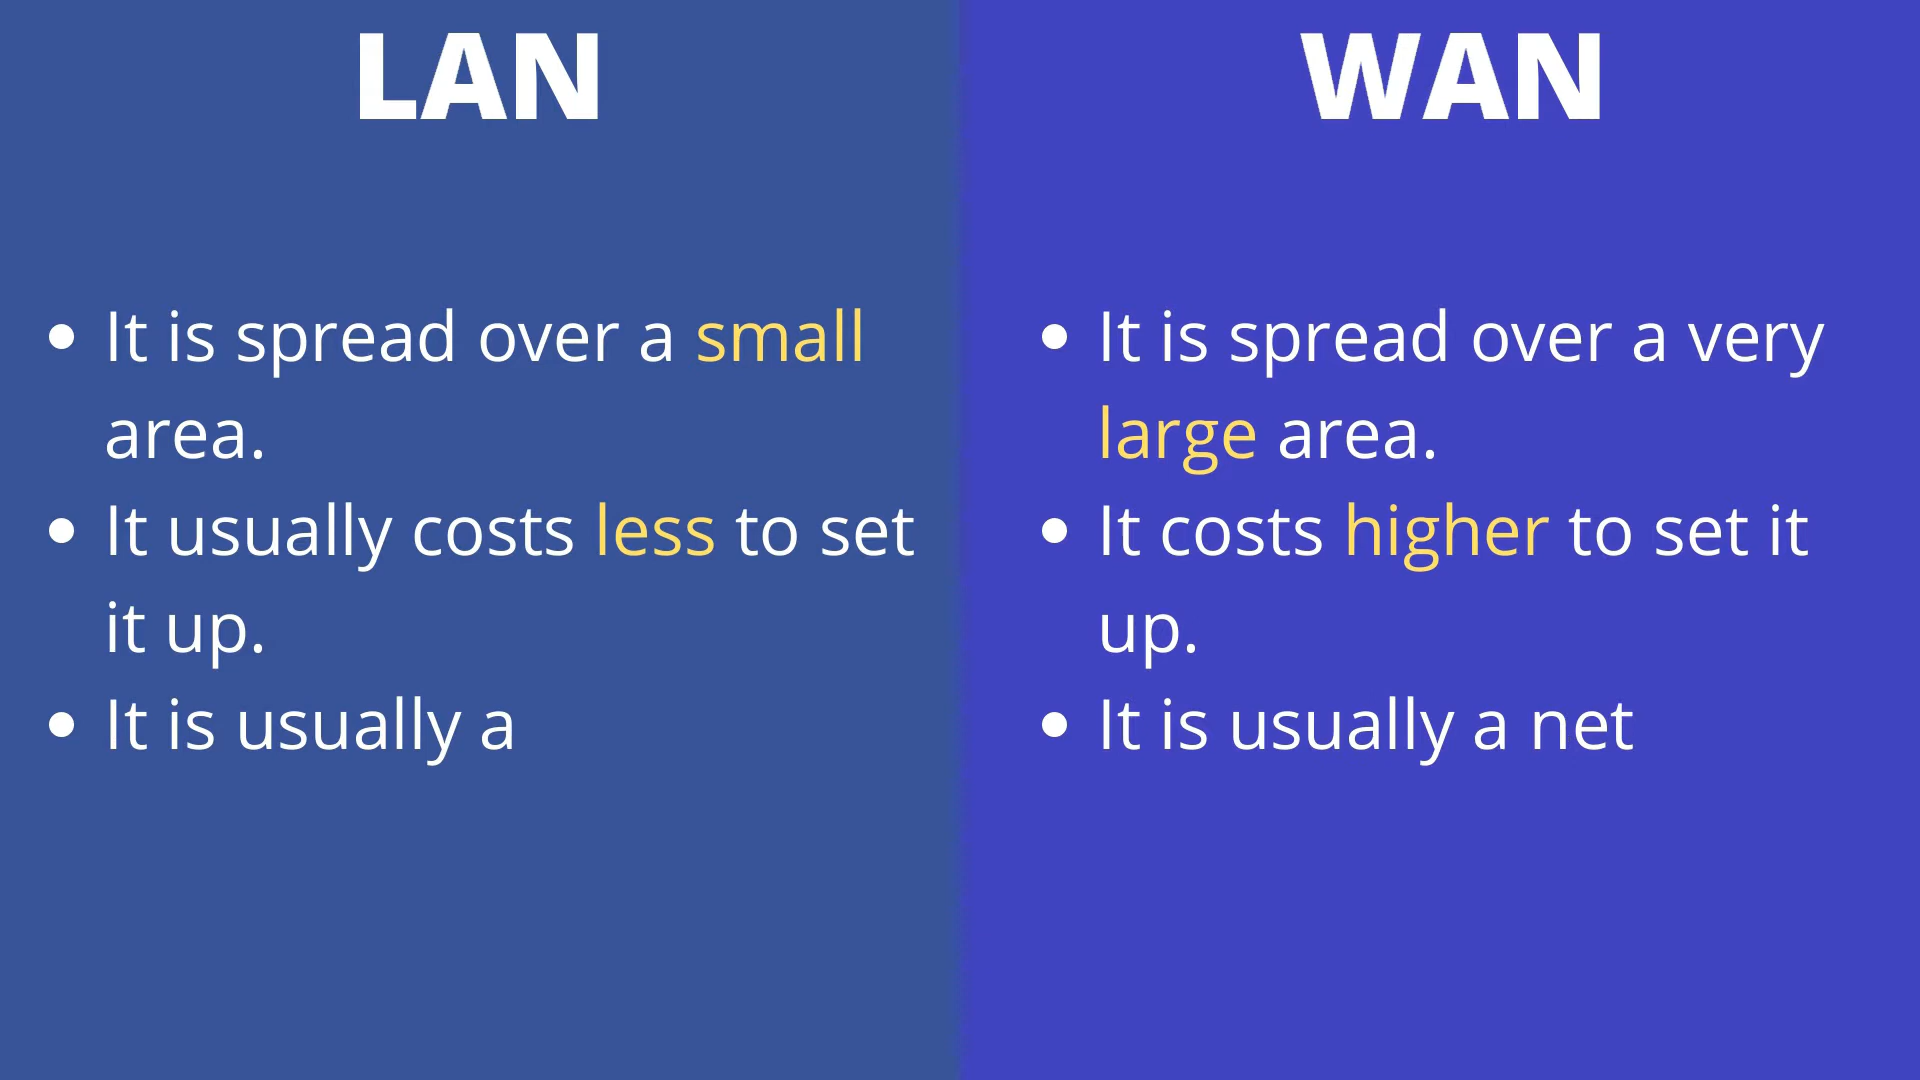 LAN
It is spread over a small
area.
It usually costs less to set
it up.
It is usually a
WAN
It is spread over a very
large area.
It costs higher to set it
up.
It is usually a net